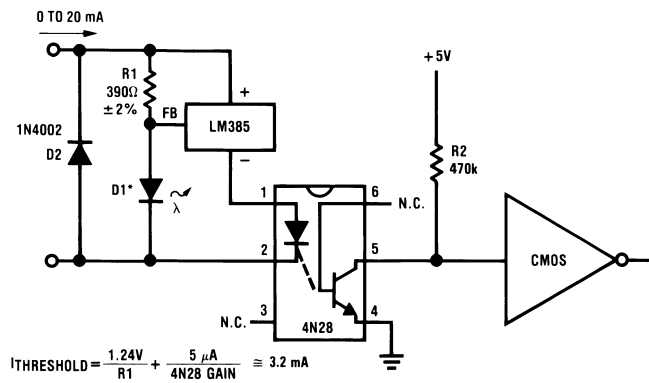 0 TO 20 mA
+5V
R1
390Ω
±2%
FB
+
LM385
−
1N4002
D2
D1*
λ
R2
470k
1
6
N.C.
2
5
CMOS
3
N.C.
4
4N28
I THRESHOLD = 1.24V / R1 + 5 μA / 4N28 GAIN ≅ 3.2 mA